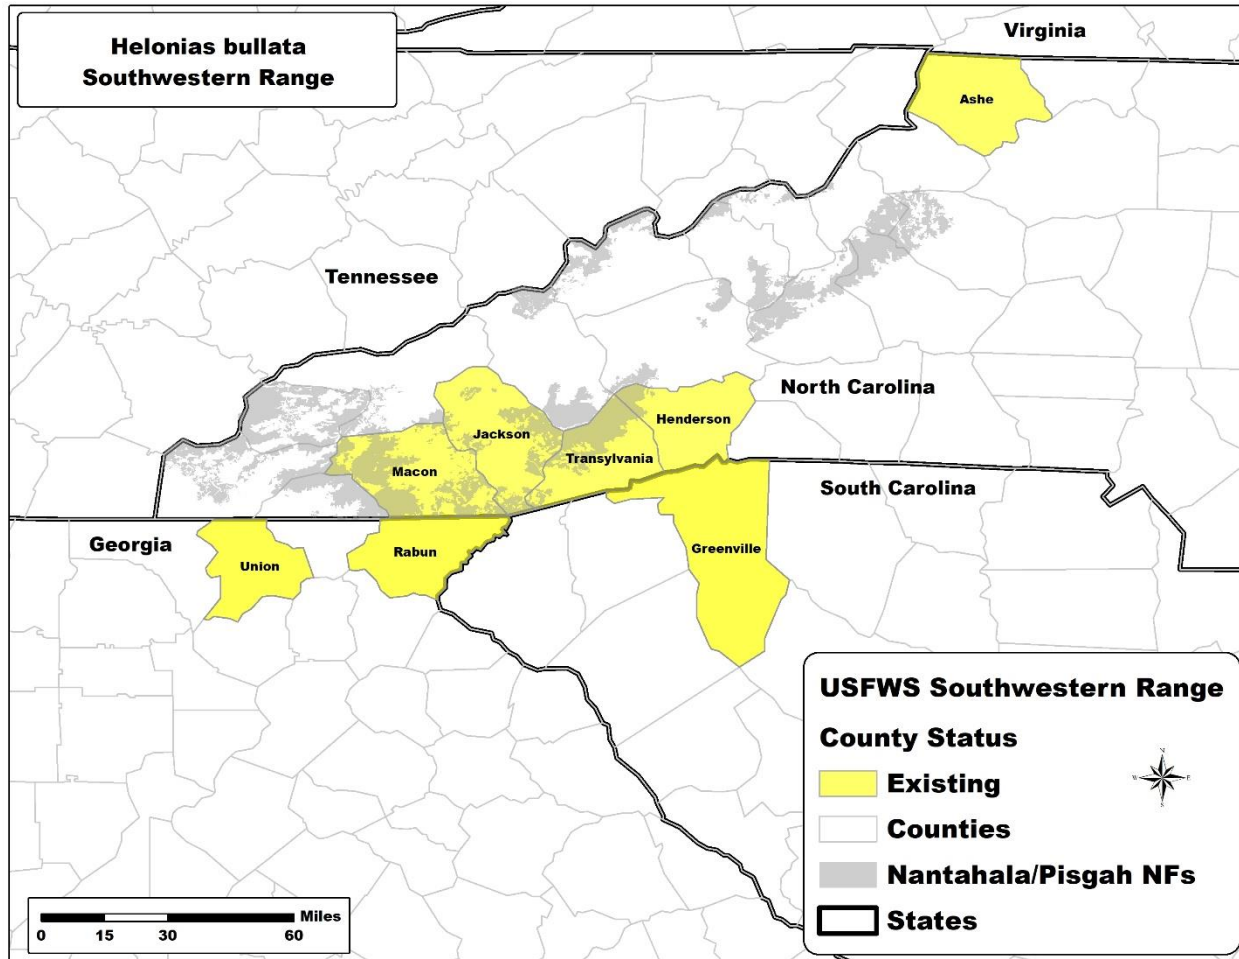 Helonias bullata
Southwestern Range
Virginia
Ashe
Tennessee
North Carolina
Henderson
Jackson
Transylvania
Macon
South Carolina
Georgia
Union
Rabun
Greenville
USFWS Southwestern Range
County Status
Existing
Counties
Nantahala/Pisgah NFs
States
N
W
E
S
Miles
0 15 30 60